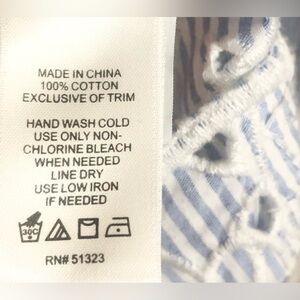 MADE IN CHINA
100% COTTON
EXCLUSIVE OF TRIM
HAND WASH COLD
USE ONLY NON-
CHLORINE BLEACH
WHEN NEEDED
LINE DRY
USE LOW IRON
IF NEEDED
30C
RN# 51323